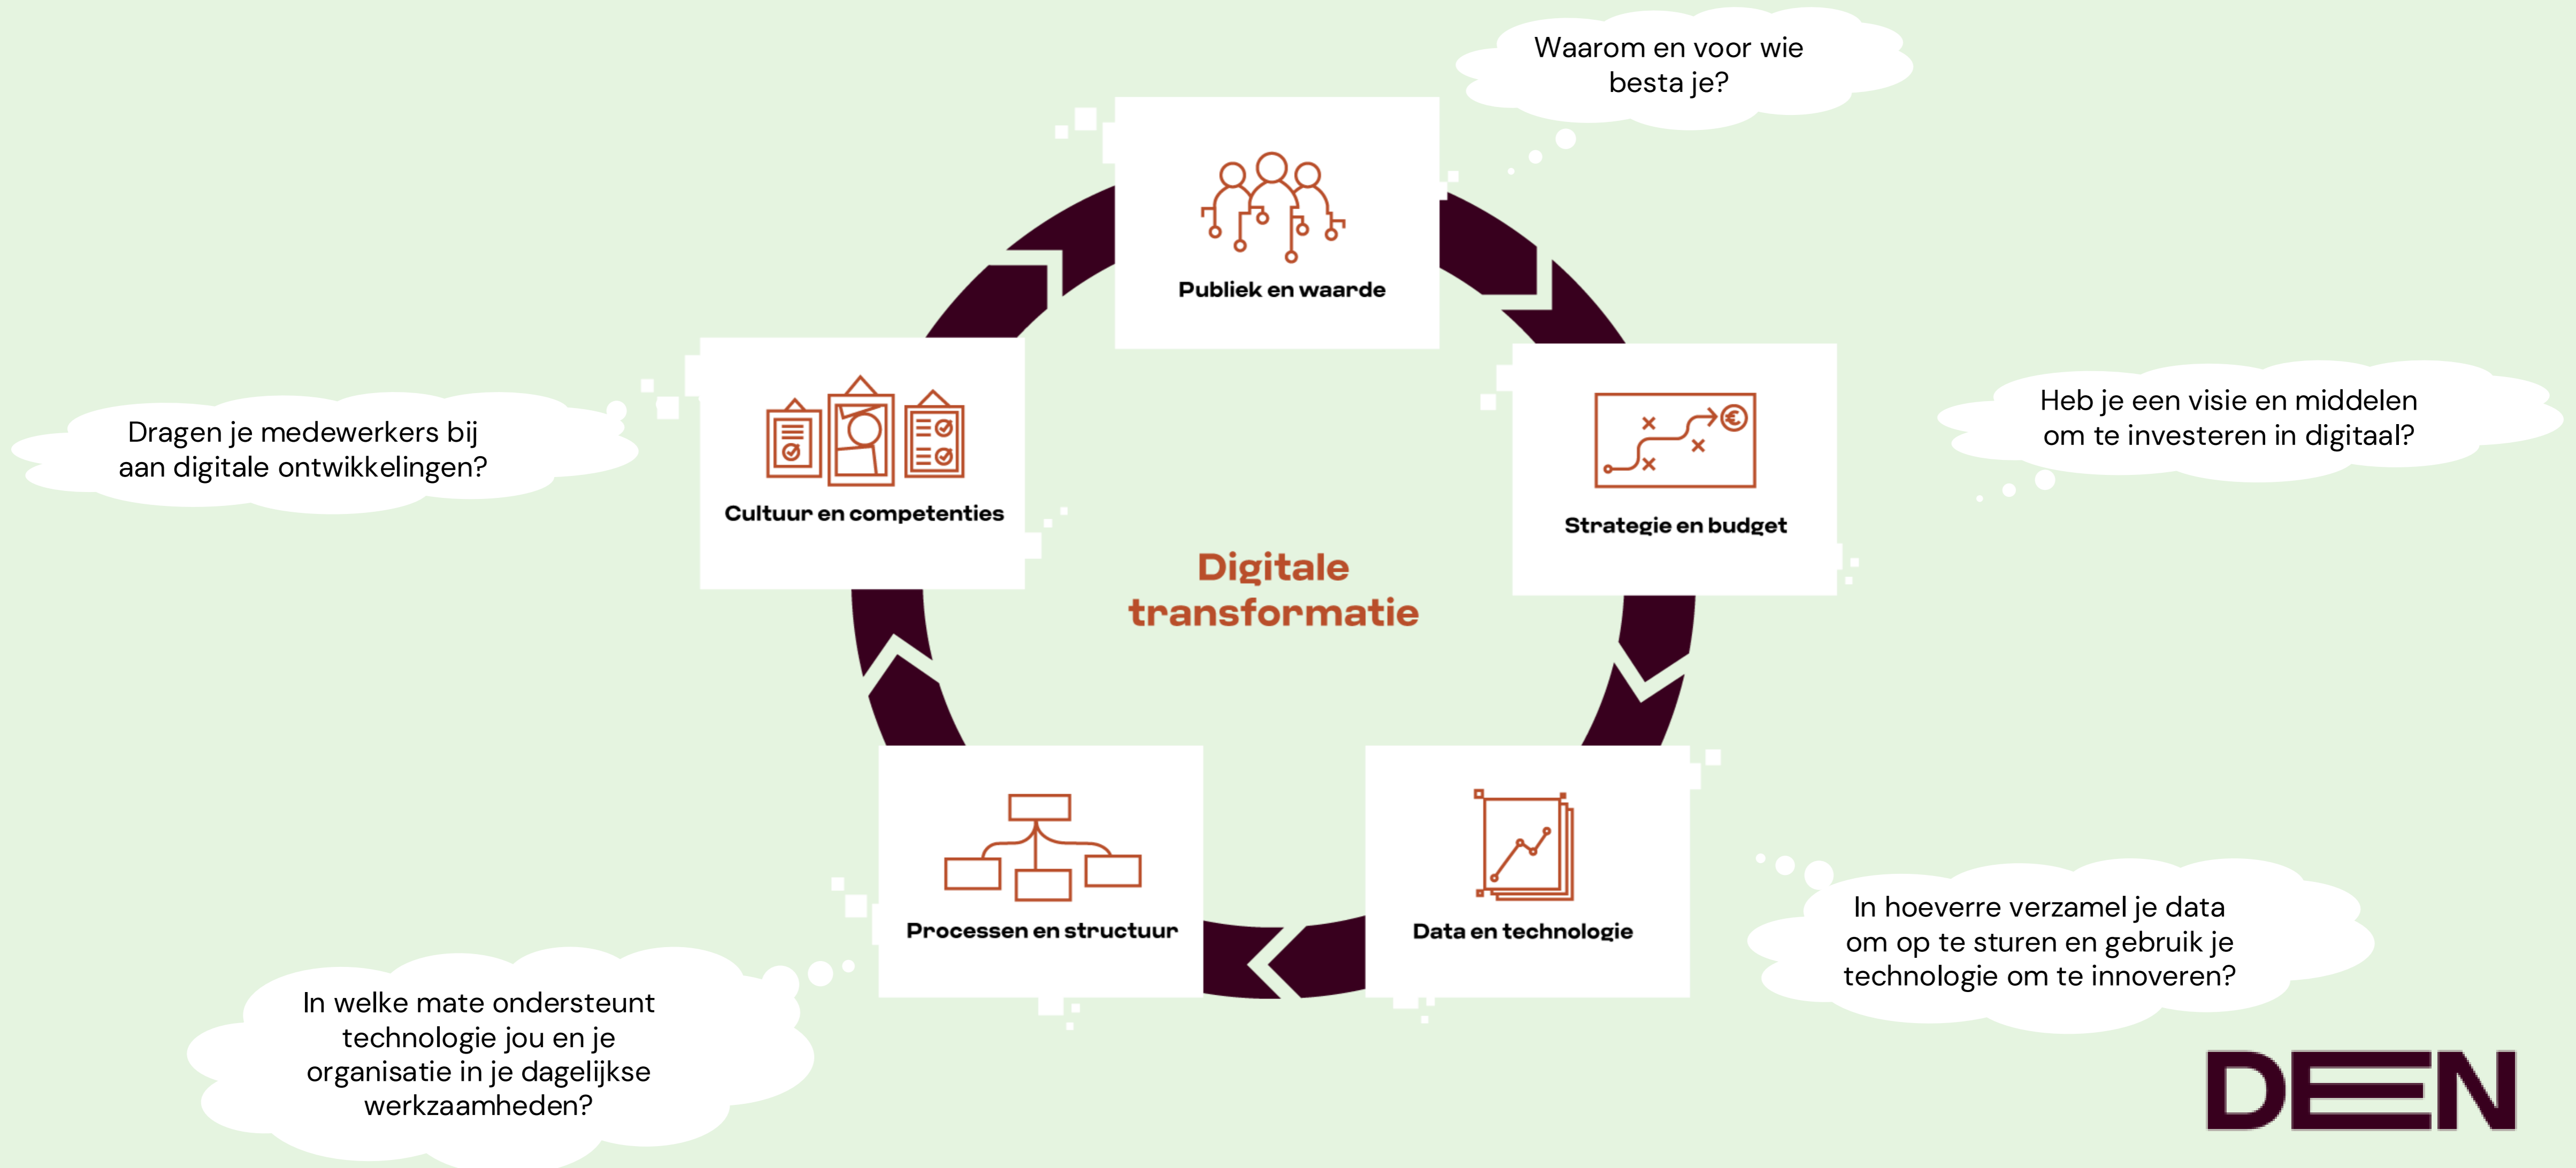 Waarom en voor wie
besta je?
Publiek en waarde
Heb je een visie en middelen
om te investeren in digitaal?
Strategie en budget
€
Dragen je medewerkers bij
aan digitale ontwikkelingen?
Cultuur en competenties
Digitale
transformatie
In hoeverre verzamel je data
om op te sturen en gebruik je
technologie om te innoveren?
Data en technologie
Processen en structuur
In welke mate ondersteunt
technologie jou en je
organisatie in je dagelijkse
werkzaamheden?
DEN